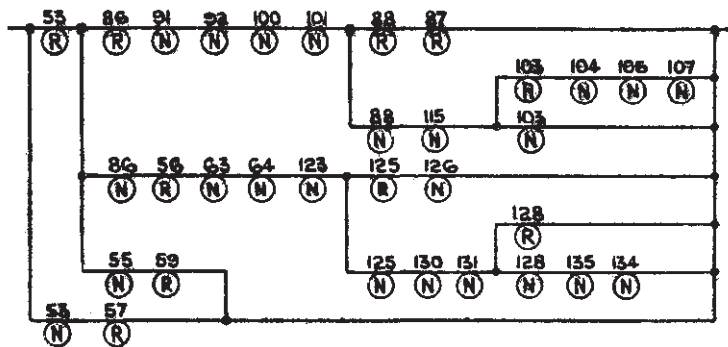 53 86 91 92 100 101 88 87
R R N N N N R R
103 104 106 107
R N N N
88 115 103
N N N
86 56 63 64 123 125 126
N R N N N R N
128
R
55 59 125 130 131 128 135 134
N R N N N N N N
53 57
N R